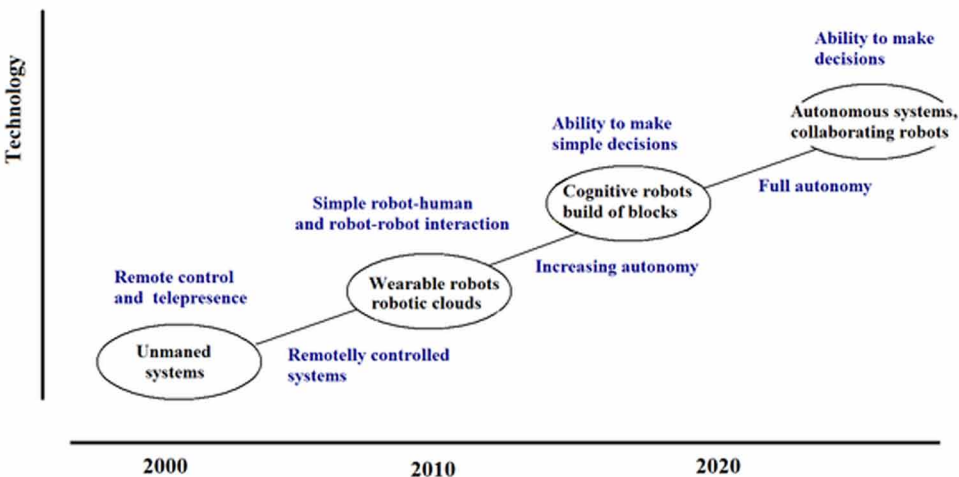 Technology
Ability to make
decisions
Autonomous systems,
collaborating robots
Ability to make
simple decisions
Full autonomy
Cognitive robots
build of blocks
Simple robot-human
and robot-robot interaction
Increasing autonomy
Remote control
and telepresence
Wearable robots
robotic clouds
Unmaned
systems
Remotelly controlled
systems
2000
2010
2020